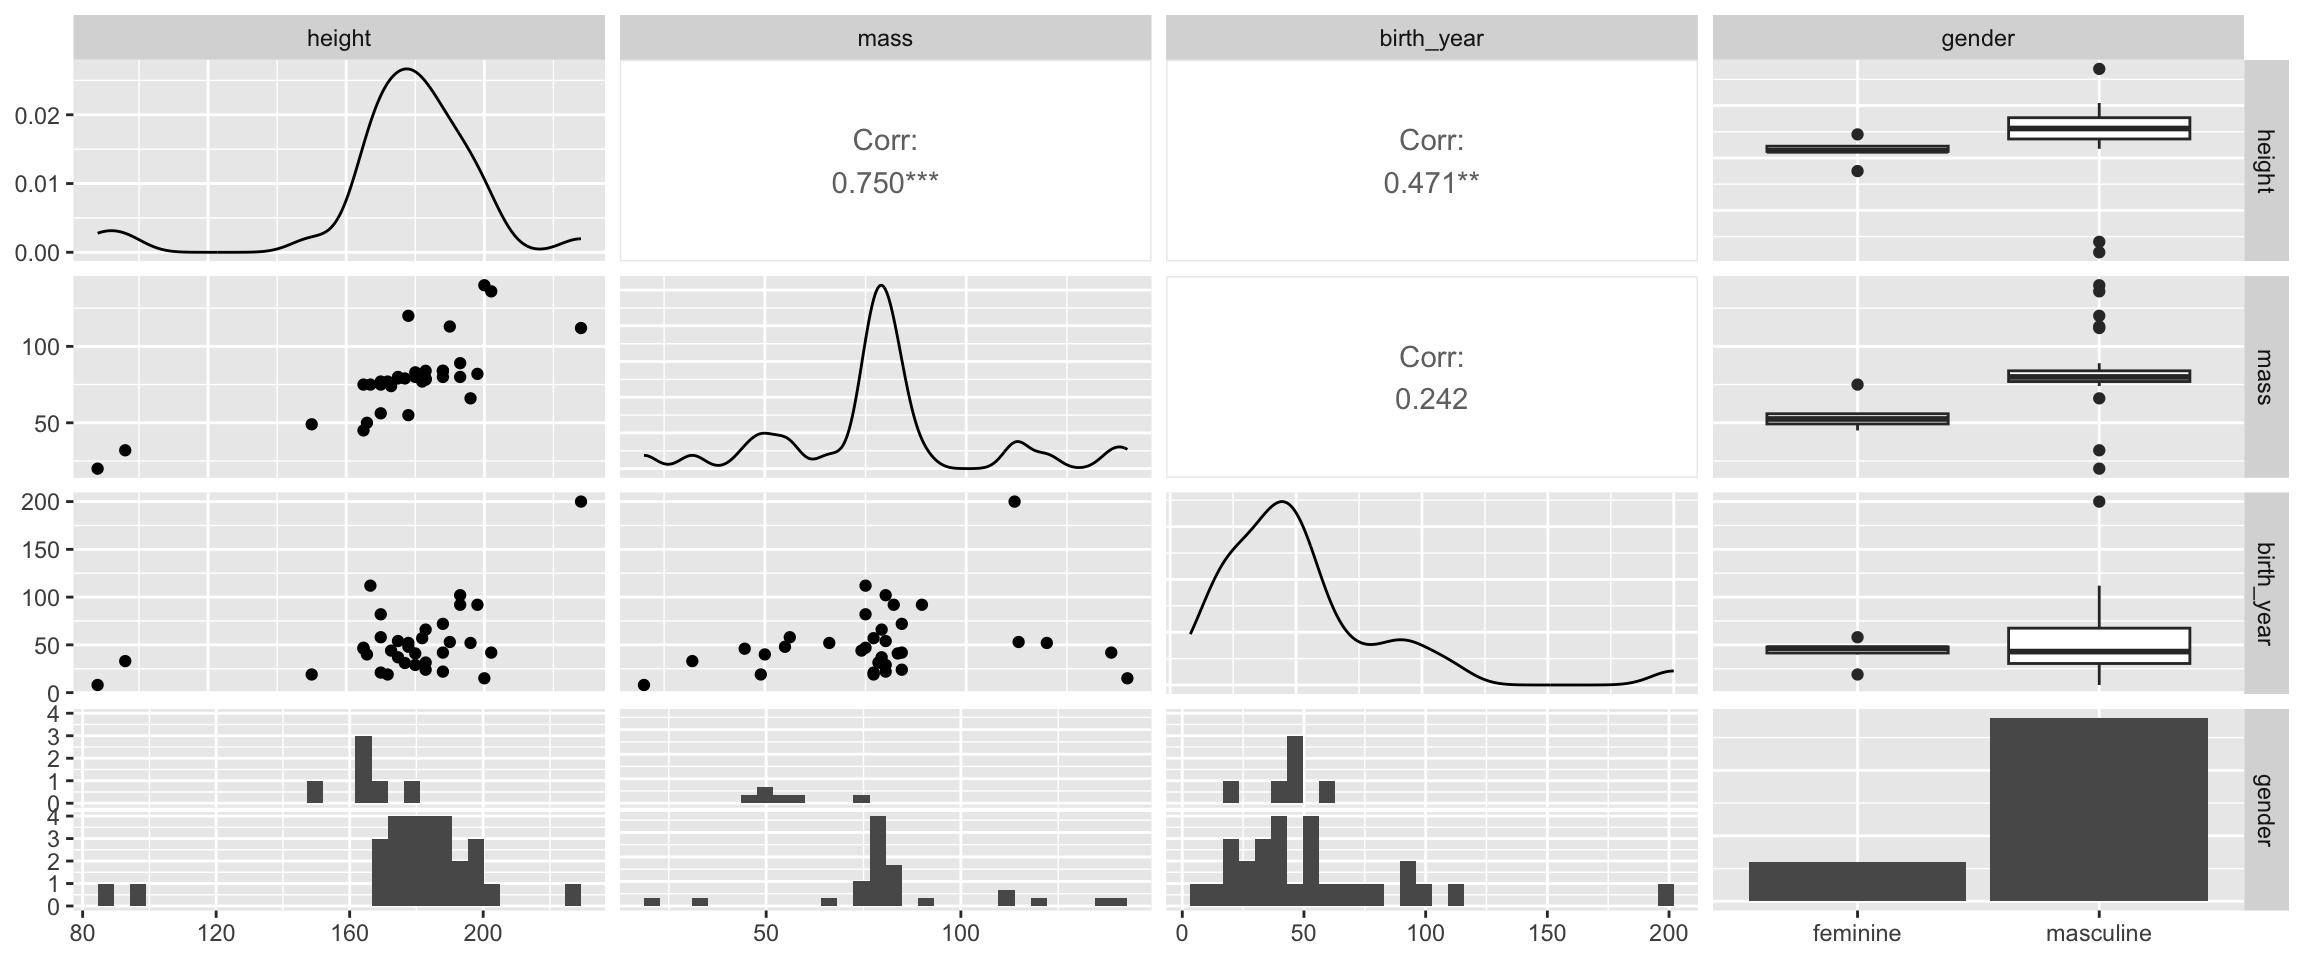 height
mass
birth_year
gender
0.02
0.01
0.00
Corr:
0.750***
Corr:
0.471**
height
100
50
Corr:
0.242
mass
200
150
100
50
0
birth_year
4
3
2
1
0
4
3
2
1
0
gender
80 120 160 200
50 100
0 50 100 150 200
feminine masculine